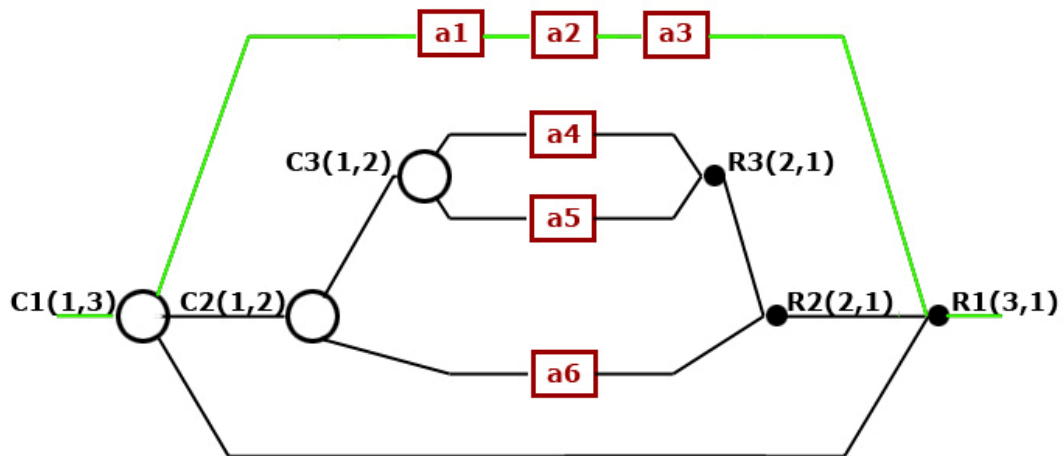 a1 a2 a3
a4
C3(1,2) R3(2,1)
a5
C1(1,3) C2(1,2) R2(2,1) R1(3,1)
a6